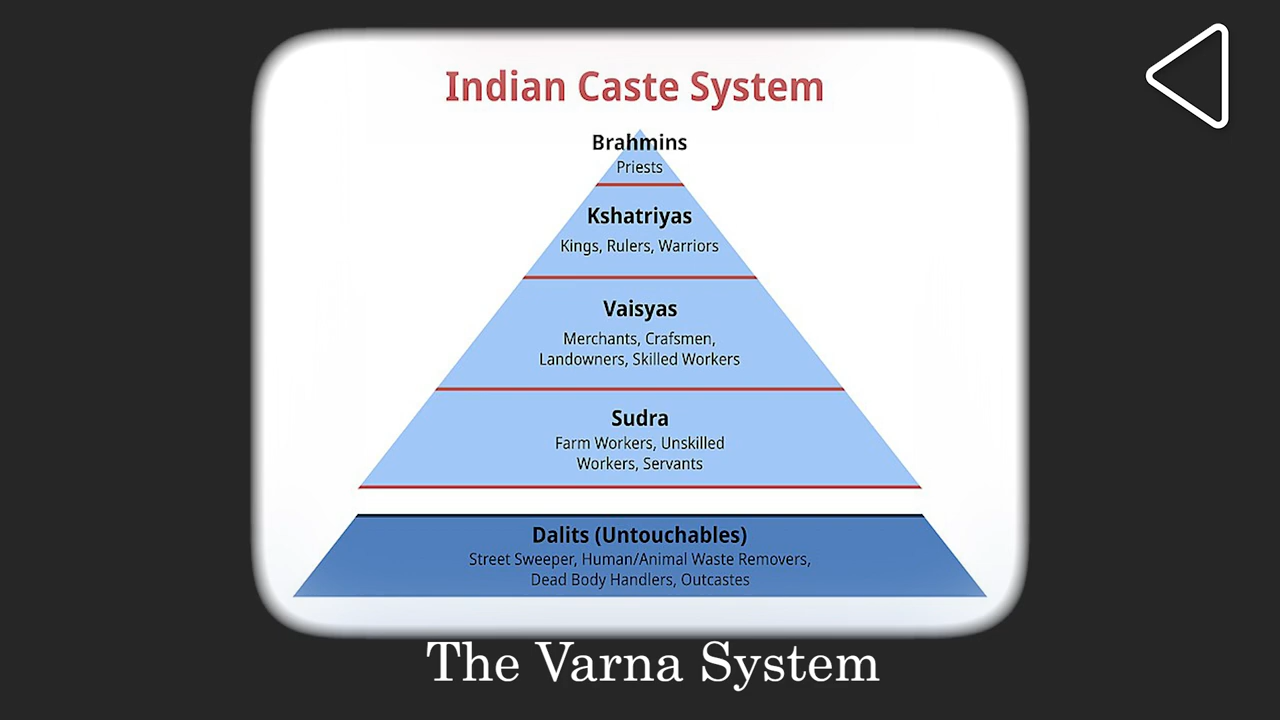 Indian Caste System
Brahmins
Priests
Kshatriyas
Kings, Rulers, Warriors
Vaisyas
Merchants, Crafsmen,
Landowners, Skilled Workers
Sudra
Farm Workers, Unskilled
Workers, Servants
Dalits (Untouchables)
Street Sweeper, Human/Animal Waste Removers,
Dead Body Handlers, Outcastes
The Varna System